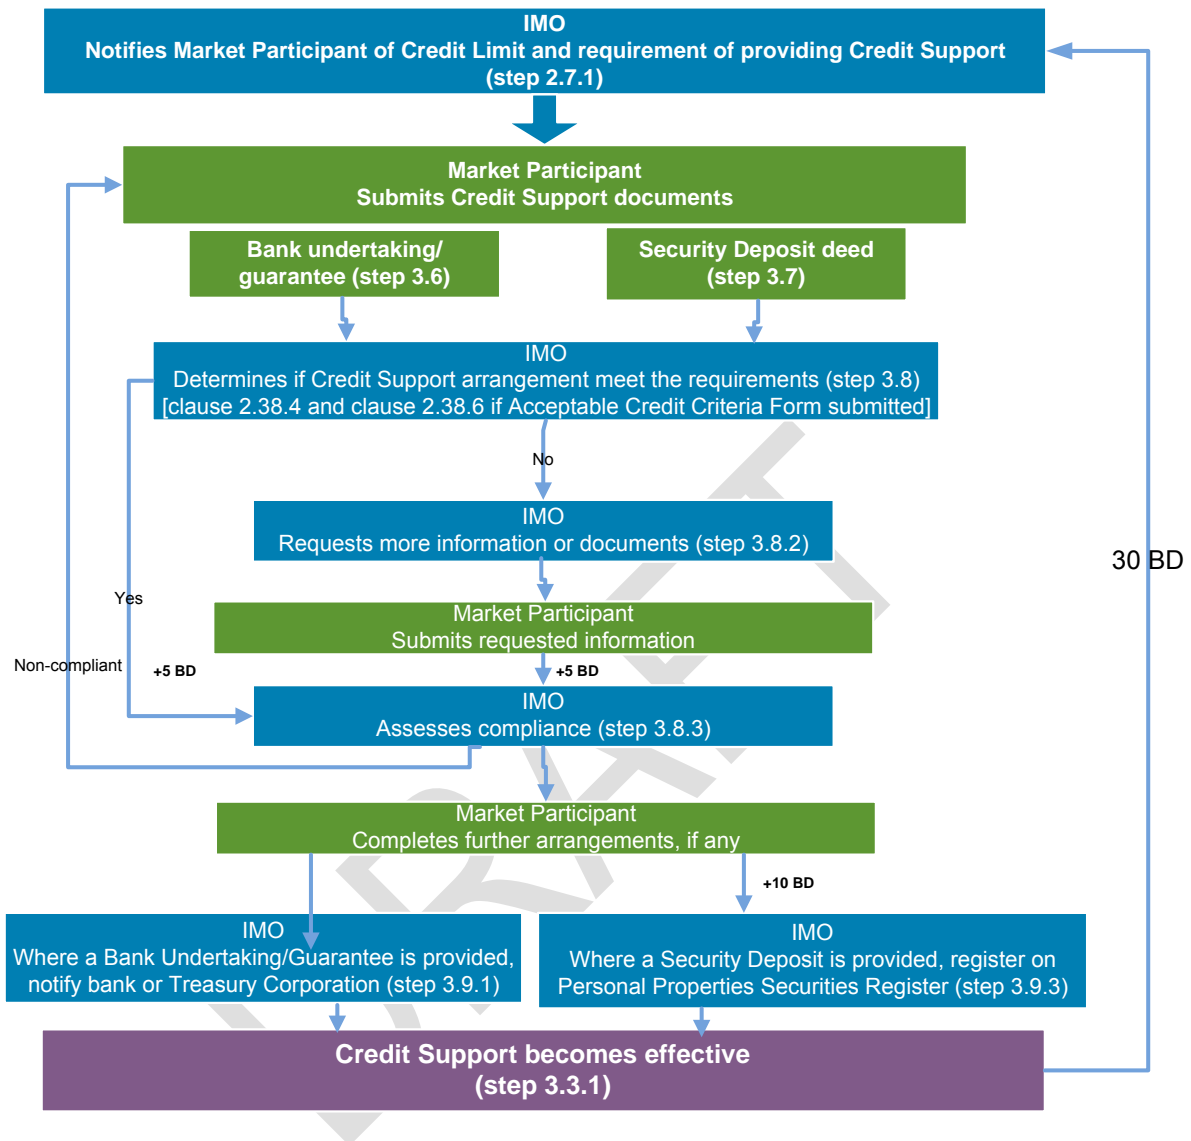 IMO
Notifies Market Participant of Credit Limit and requirement of providing Credit Support
(step 2.7.1)
Market Participant
Submits Credit Support documents
Bank undertaking/
guarantee (step 3.6)
Security Deposit deed
(step 3.7)
IMO
Determines if Credit Support arrangement meet the requirements (step 3.8)
[clause 2.38.4 and clause 2.38.6 if Acceptable Credit Criteria Form submitted]
No
IMO
Requests more information or documents (step 3.8.2)
30 BD
Yes
Market Participant
Submits requested information
Non-compliant
+5 BD
+5 BD
IMO
Assesses compliance (step 3.8.3)
Market Participant
Completes further arrangements, if any
+10 BD
IMO
Where a Bank Undertaking/Guarantee is provided,
notify bank or Treasury Corporation (step 3.9.1)
IMO
Where a Security Deposit is provided, register on
Personal Properties Securities Register (step 3.9.3)
Credit Support becomes effective
(step 3.3.1)
DRAFT